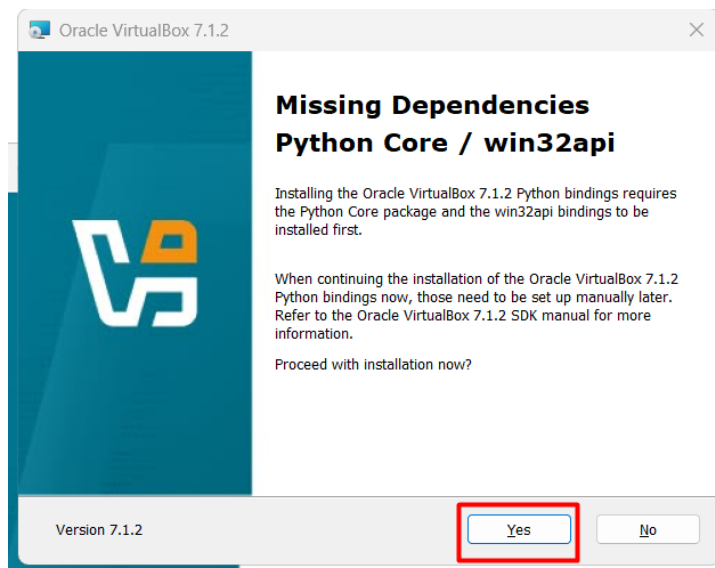 Oracle VirtualBox 7.1.2
Missing Dependencies
Python Core / win32api
Installing the Oracle VirtualBox 7.1.2 Python bindings requires
the Python Core package and the win32api bindings to be
installed first.
When continuing the installation of the Oracle VirtualBox 7.1.2
Python bindings now, those need to be set up manually later.
Refer to the Oracle VirtualBox 7.1.2 SDK manual for more
information.
Proceed with installation now?
Version 7.1.2
Yes
No